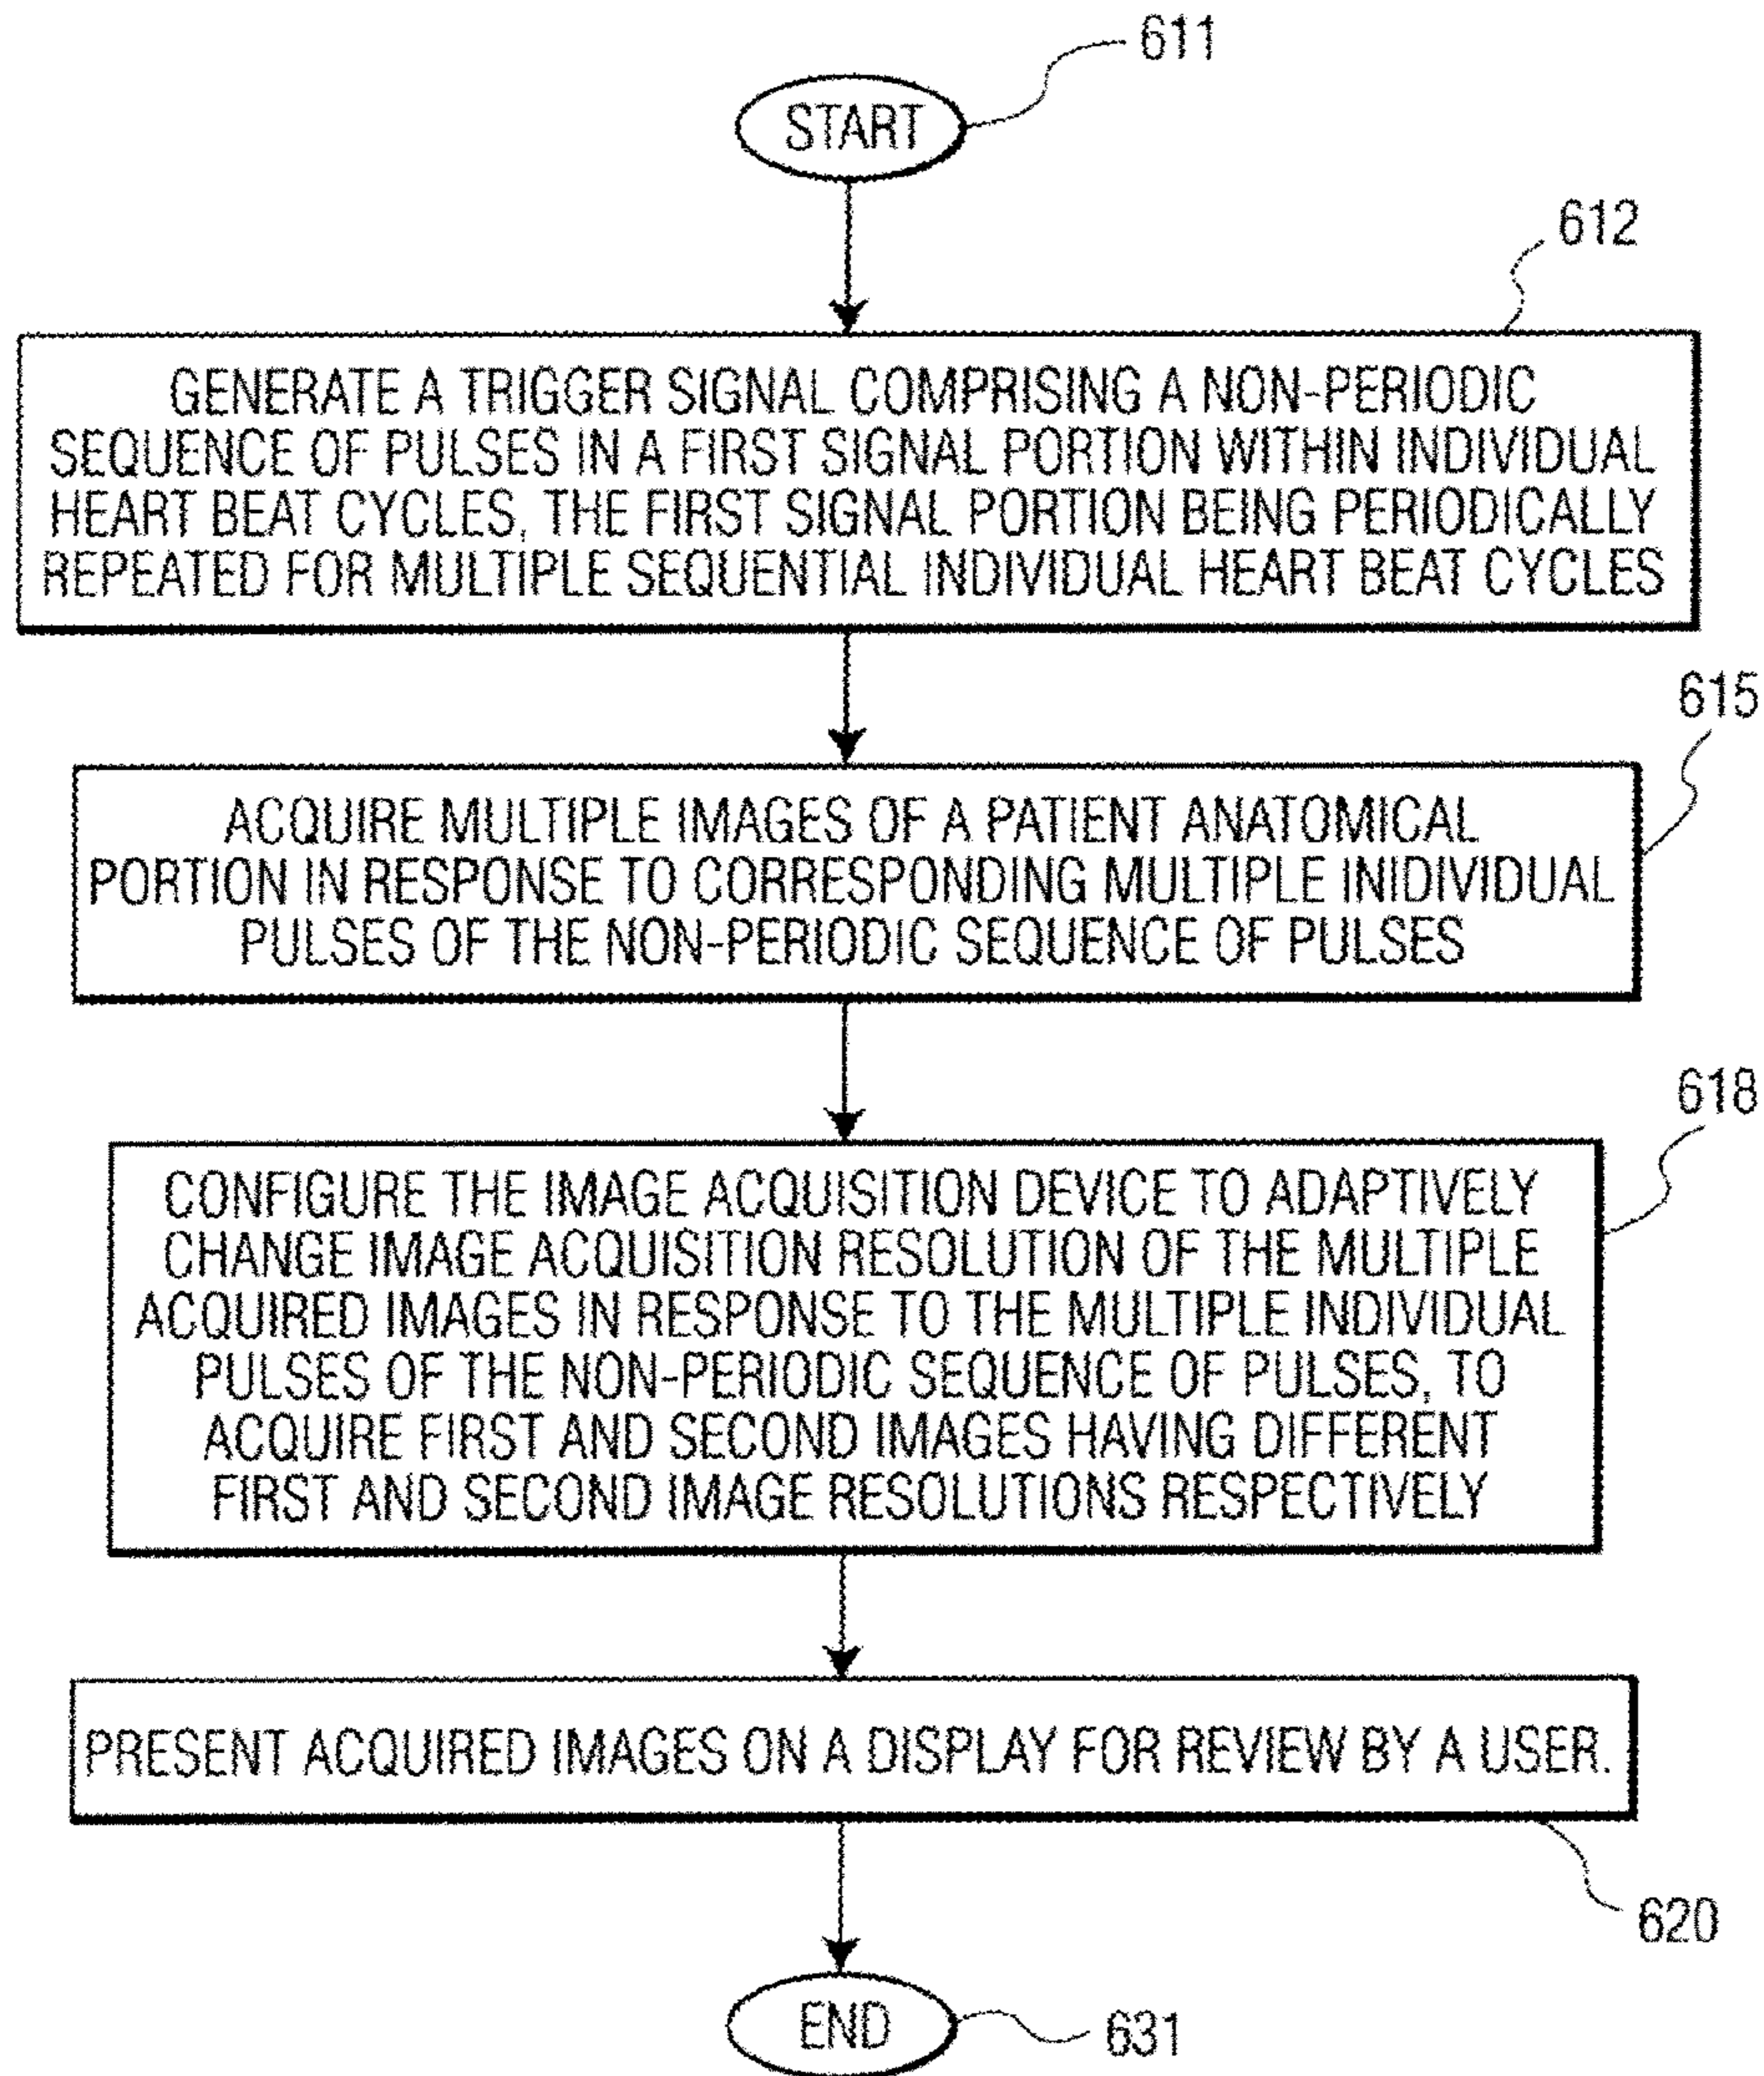 611
START
612
GENERATE A TRIGGER SIGNAL COMPRISING A NON-PERIODIC
SEQUENCE OF PULSES IN A FIRST SIGNAL PORTION WITHIN INDIVIDUAL
HEART BEAT CYCLES, THE FIRST SIGNAL PORTION BEING PERIODICALLY
REPEATED FOR MULTIPLE SEQUENTIAL INDIVIDUAL HEART BEAT CYCLES
615
ACQUIRE MULTIPLE IMAGES OF A PATIENT ANATOMICAL
PORTION IN RESPONSE TO CORRESPONDING MULTIPLE INIDIVIDUAL
PULSES OF THE NON-PERIODIC SEQUENCE OF PULSES
618
CONFIGURE THE IMAGE ACQUISITION DEVICE TO ADAPTIVELY
CHANGE IMAGE ACQUISITION RESOLUTION OF THE MULTIPLE
ACQUIRED IMAGES IN RESPONSE TO THE MULTIPLE INDIVIDUAL
PULSES OF THE NON-PERIODIC SEQUENCE OF PULSES, TO
ACQUIRE FIRST AND SECOND IMAGES HAVING DIFFERENT
FIRST AND SECOND IMAGE RESOLUTIONS RESPECTIVELY
PRESENT ACQUIRED IMAGES ON A DISPLAY FOR REVIEW BY A USER.
620
END
631